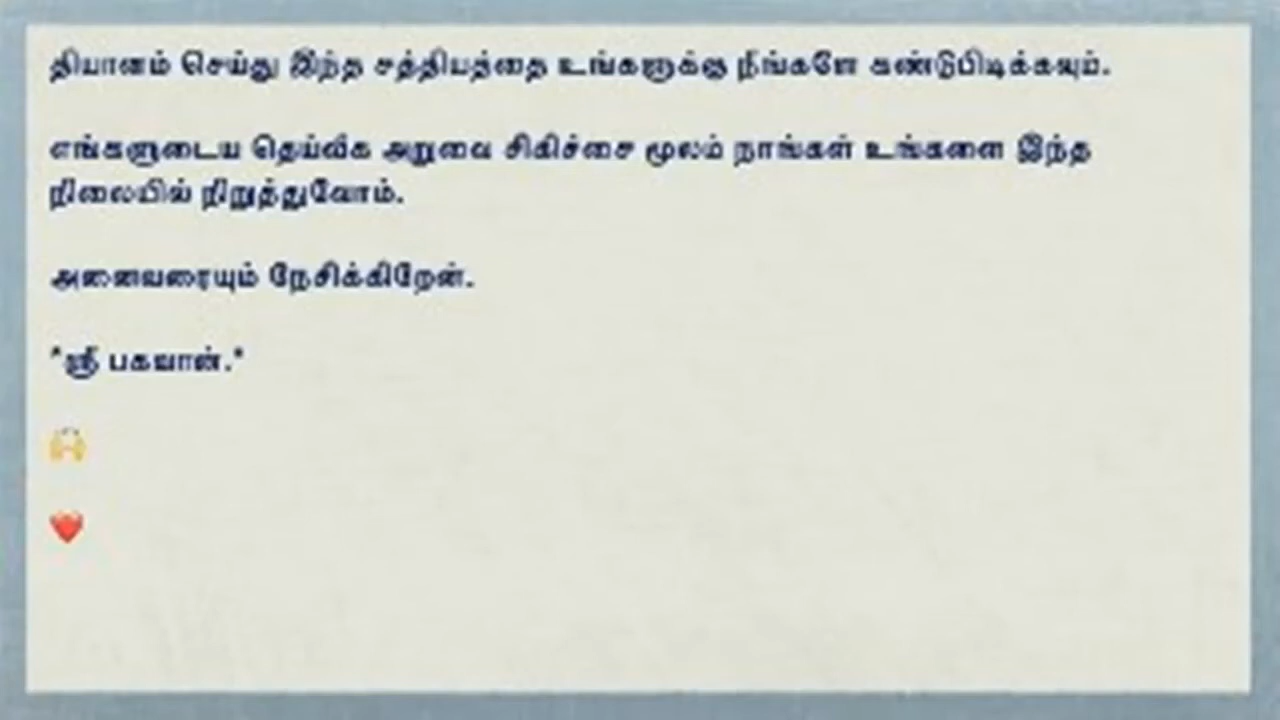 தியானம் செய்து இந்த சத்தியத்தை உங்களுக்கு நீங்களே கண்டுபிடிக்கவும்.
எங்களுடைய தெய்வீக அறுவை சிகிச்சை மூலம் நாங்கள் உங்களை இந்த
நிலையில் நிறுத்துவோம்.
அனைவரையும் நேசிக்கிறேன்.
*ஸ்ரீ பகவான்.*
🙌
❤️